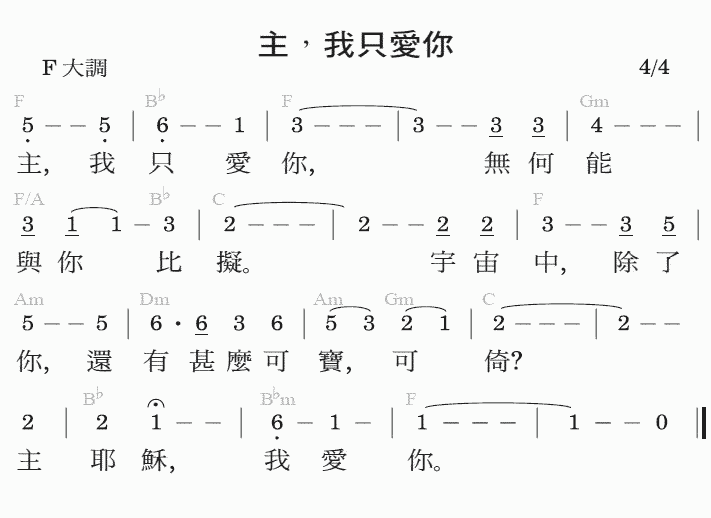 主，我只愛你
F 大調 4/4
F B♭ F Gm
5 – – 5 | 6 – – 1 | 3 – – – | 3 – – 3 3 | 4 – – – |
主, 我 只 愛 你, 無 何 能
F/A B♭ C F
3 1 1 – 3 | 2 – – – | 2 – – 2 2 | 3 – – 3 5 |
與 你 比 擬。 宇 宙 中, 除 了
Am Dm Am Gm C
5 – – 5 | 6 · 6 3 6 | 5 3 2 1 | 2 – – – | 2 – –
你, 還 有 甚 麼 可 寶, 可 倚?
B♭ B♭m F
2 | 2 1 – – | 6 – 1 – | 1 – – – | 1 – – 0 ‖
主 耶 穌, 我 愛 你。